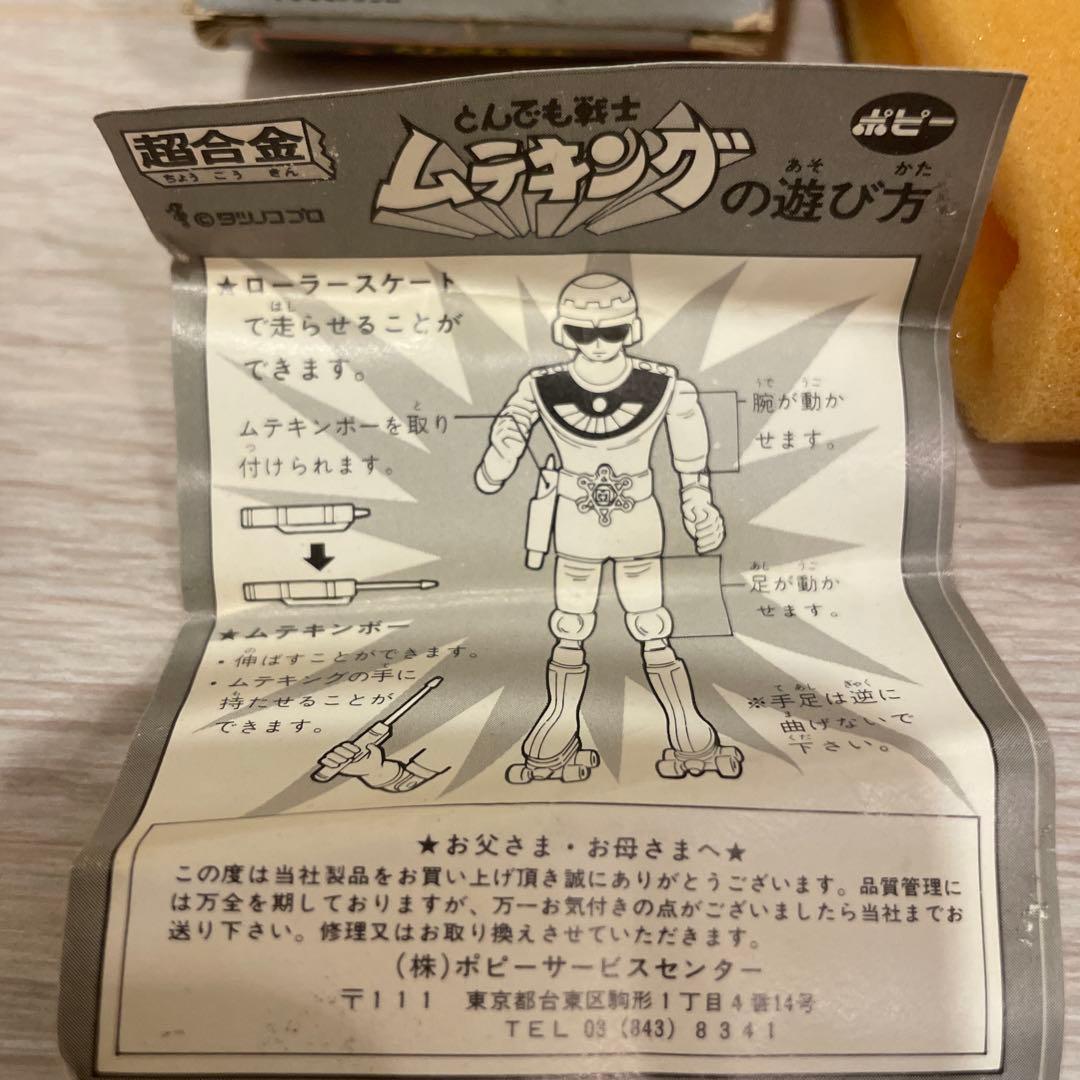 超合金
ちょうごうきん
©タツノコプロ
とんでも戦士
ムテキング
の遊び方
あそ かた
ポピー
★ローラースケート
はし
で走らせることが
できます。
と
ムテキンボーを取り
つ
付けられます。
うで うご
腕が動か
せます。
あし うご
足が動か
せます。
★ムテキンボー
の
・伸ばすことができます。
て
・ムテキングの手に
も
持たせることが
できます。
て あし ぎゃく
※手足は逆に
ま
曲げないで
くだ
下さい。
★お父さま・お母さまへ★
この度は当社製品をお買い上げ頂き誠にありがとうございます。品質管理に
は万全を期しておりますが、万一お気付きの点がございましたら当社までお
送り下さい。修理又はお取り換えさせていただきます。
(株)ポピーサービスセンター
〒111 東京都台東区駒形1丁目4番14号
TEL 03 (843) 8341